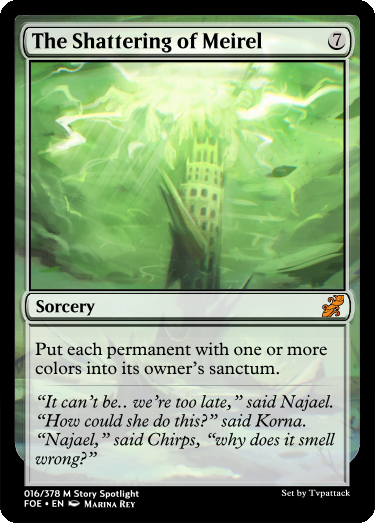 The Shattering of Meirel 7
Sorcery
Put each permanent with one or more
colors into its owner's sanctum.
"It can't be.. we're too late," said Najael.
"How could she do this?" said Korna.
"Najael," said Chirps, "why does it smell
wrong?"
016/378 M Story Spotlight
FOE • EN Marina Rey
Set by Tvpattack